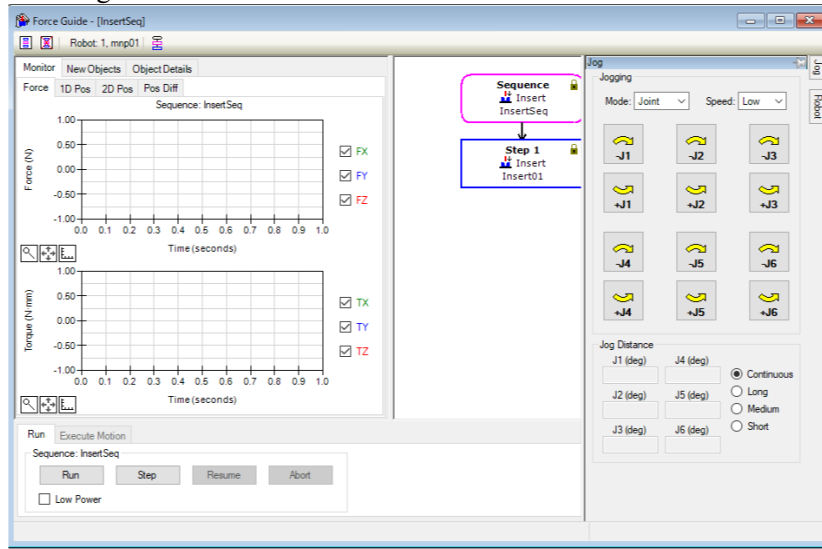 Force Guide - [InsertSeq]
Robot: 1, mnp01
Monitor New Objects Object Details
Force 1D Pos 2D Pos Pos Diff
Sequence: InsertSeq
Force (N)
1.00
0.50
0.00
-0.50
-1.00
0.0 0.1 0.2 0.3 0.4 0.5 0.6 0.7 0.8 0.9 1.0
Time (seconds)
FX
FY
FZ
Torque (N·mm)
1.00
0.50
0.00
-0.50
-1.00
0.0 0.1 0.2 0.3 0.4 0.5 0.6 0.7 0.8 0.9 1.0
Time (seconds)
TX
TY
TZ
Sequence
Insert
InsertSeq
Step 1
Insert
Insert01
Jog
Jogging
Mode: Joint Speed: Low
-J1 -J2 -J3
+J1 +J2 +J3
-J4 -J5 -J6
+J4 +J5 +J6
Jog Distance
J1 (deg) J4 (deg)
J2 (deg) J5 (deg)
J3 (deg) J6 (deg)
Continuous
Long
Medium
Short
Jog
Robot
Run Execute Motion
Sequence: InsertSeq
Run Step Resume Abort
Low Power